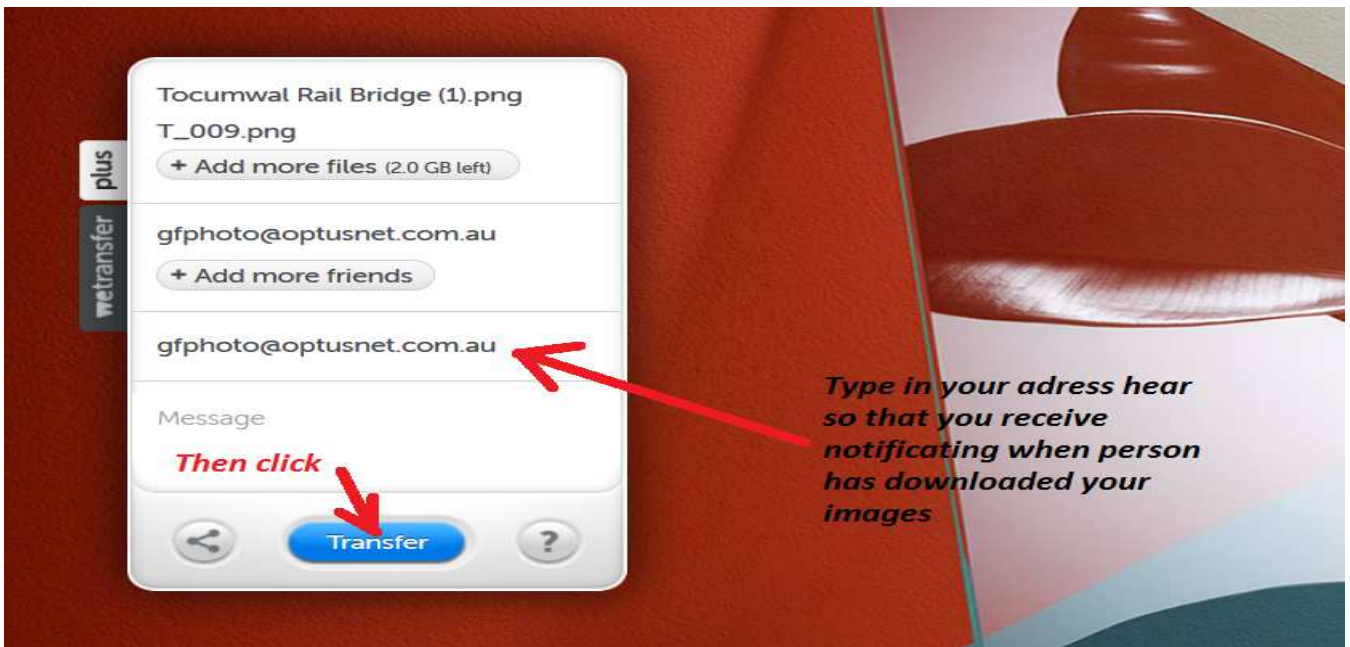 Tocumwal Rail Bridge (1).png
T_009.png
+ Add more files (2.0 GB left)
plus
wetransfer
gfphoto@optusnet.com.au
+ Add more friends
gfphoto@optusnet.com.au
Type in your adress hear
so that you receive
notificating when person
has downloaded your
images
Message
Then click
Transfer
?